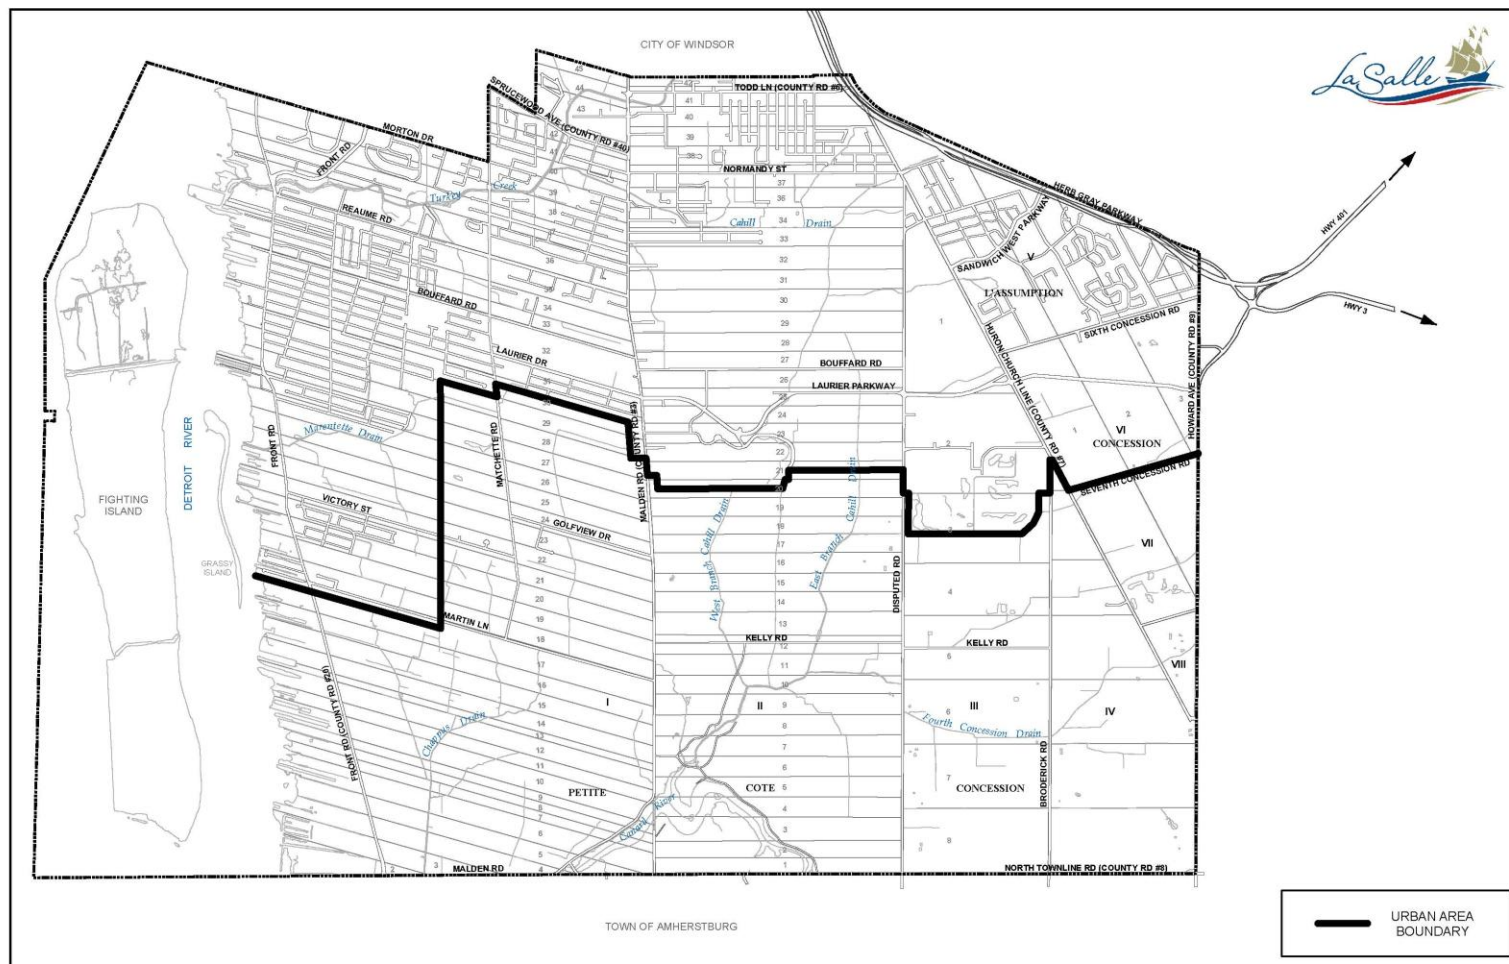 CITY OF WINDSOR
LaSalle
TODD LN (COUNTY RD #6)
SPRUCEWOOD AVE (COUNTY RD #40)
MORTON DR
FRONT RD
NORMANDY ST
Turkey Creek
REAUME RD
Cahill Drain
HERB GRAY PARKWAY
SANDWICH WEST PARKWAY
V
L'ASSUMPTION
HWY 401
HWY 3
BOUFFARD RD
SIXTH CONCESSION RD
HURON CHURCH LINE (COUNTY RD #7)
HOWARD AVE (COUNTY RD #9)
LAURIER DR
BOUFFARD RD
LAURIER PARKWAY
MALDEN RD (COUNTY RD #3)
MATCHETTE RD
Marentette Drain
FRONT RD
DETROIT RIVER
FIGHTING
ISLAND
VI
CONCESSION
SEVENTH CONCESSION RD
VICTORY ST
GOLFVIEW DR
West Branch Cahill Drain
East Branch Cahill Drain
DISPUTED RD
VII
GRASSY
ISLAND
MARTIN LN
KELLY RD
KELLY RD
VIII
I
II
III
IV
FRONT RD (COUNTY RD #20)
Chappus Drain
Fourth Concession Drain
BRODERICK RD
PETITE
COTE
CONCESSION
Canard River
MALDEN RD
NORTH TOWNLINE RD (COUNTY RD #8)
TOWN OF AMHERSTBURG
URBAN AREA
BOUNDARY